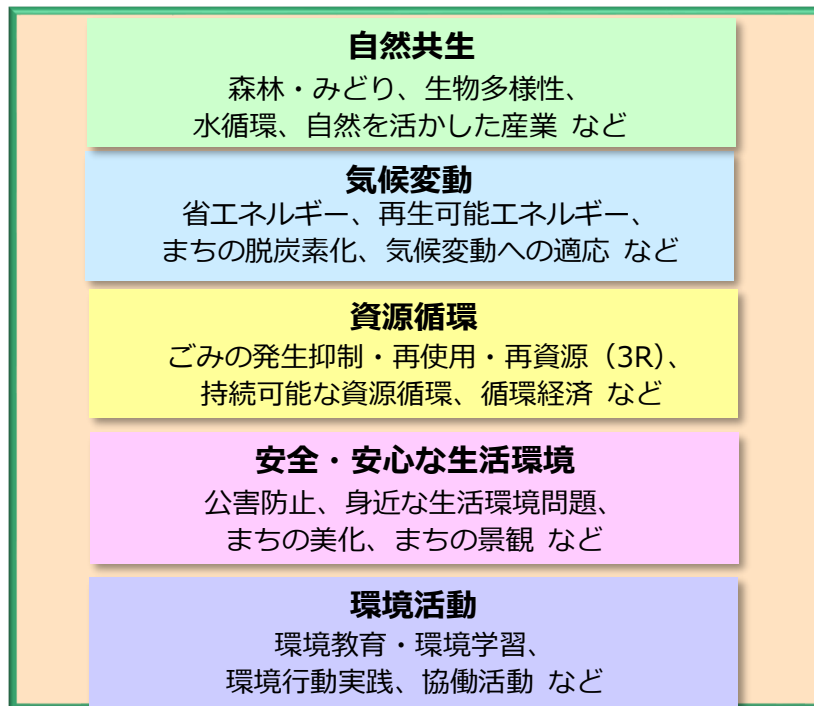 自然共生
森林・みどり、生物多様性、
水循環、自然を活かした産業 など
気候変動
省エネルギー、再生可能エネルギー、
まちの脱炭素化、気候変動への適応 など
資源循環
ごみの発生抑制・再使用・再資源（3R）、
持続可能な資源循環、循環経済 など
安全・安心な生活環境
公害防止、身近な生活環境問題、
まちの美化、まちの景観 など
環境活動
環境教育・環境学習、
環境行動実践、協働活動 など